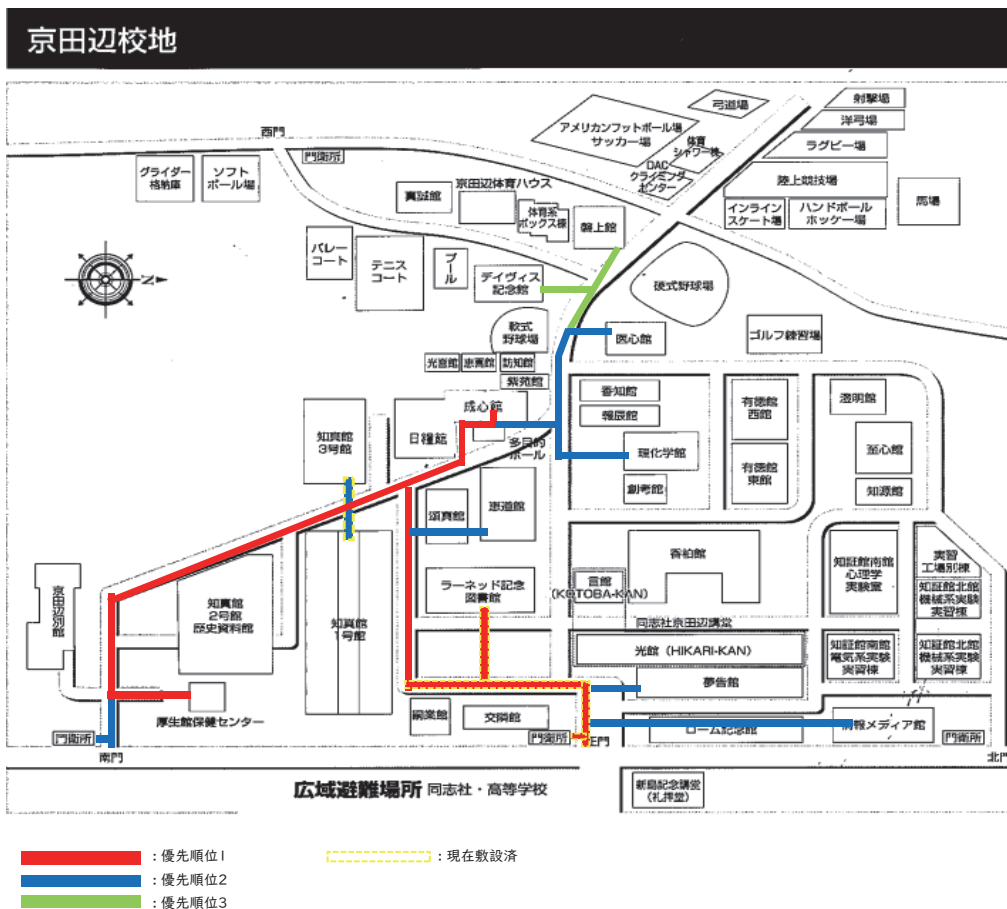 京田辺校地
射撃場
弓道場
洋弓場
アメリカンフットボール場
サッカー場
体育
シャワー棟
ラグビー場
西門
門衛所
DAC
クライミング
センター
陸上競技場
グライダー
格納庫
ソフト
ボール場
京田辺体育ハウス
真誠館
体育系
ボックス棟
磐上館
インライン
スケート場
ハンドボール
ホッケー場
馬場
バレー
コート
テニス
コート
プール
デイヴィス
記念館
硬式野球場
N
軟式
野球場
医心館
ゴルフ練習場
光喜館
恵喜館
訪知館
紫苑館
香知館
報辰館
有徳館
西館
成心館
日糧館
知真館
3号館
多目的
ホール
理化学館
至心館
有徳館
東館
創考館
知源館
頌真館
恵道館
香柏館
知証館南館
心理学
実験室
実習
工場別棟
京田辺別館
知真館
2号館
歴史資料館
知真館
1号館
ラーネッド記念
図書館
言館
(KOTOBA-KAN)
知証館北館
機械系実験
実習棟
同志社京田辺講堂
光館(HIKARI-KAN)
知証館南館
電気系実験
実習棟
知証館北館
機械系実験
実習棟
夢告館
厚生館保健センター
嗣業館
交隣館
門衛所
正門
ローム記念館
情報メディア館
門衛所
門衛所
南門
北門
広域避難場所 同志社・高等学校
新島記念講堂
(礼拝堂)
:優先順位1
:現在敷設済
:優先順位2
:優先順位3